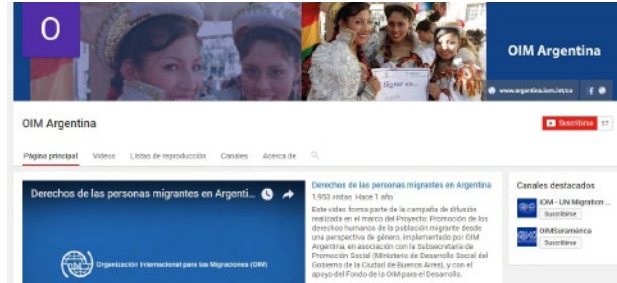 O
OIM Argentina
www.argentina.iom.int/co
OIM Argentina
Suscribirse 57
Página principal Videos Listas de reproducción Canales Acerca de
Derechos de las personas migrantes en Argenti...
Organización Internacional para las Migraciones (OIM)
Derechos de las personas migrantes en Argentina
1,953 vistas Hace 1 año
Este video forma parte de la campaña de difusión
realizada en el marco del Proyecto: Promoción de los
derechos humanos de la población migrante desde
una perspectiva de género, implementado por OIM
Argentina, en asociación con la Subsecretaría de
Promoción Social (Ministerio de Desarrollo Social del
Gobierno de la Ciudad de Buenos Aires), y con el
apoyo del Fondo de la OIM para el Desarrollo.
Canales destacados
IOM - UN Migration ...
Suscribirse
OIMSuramérica
Suscribirse